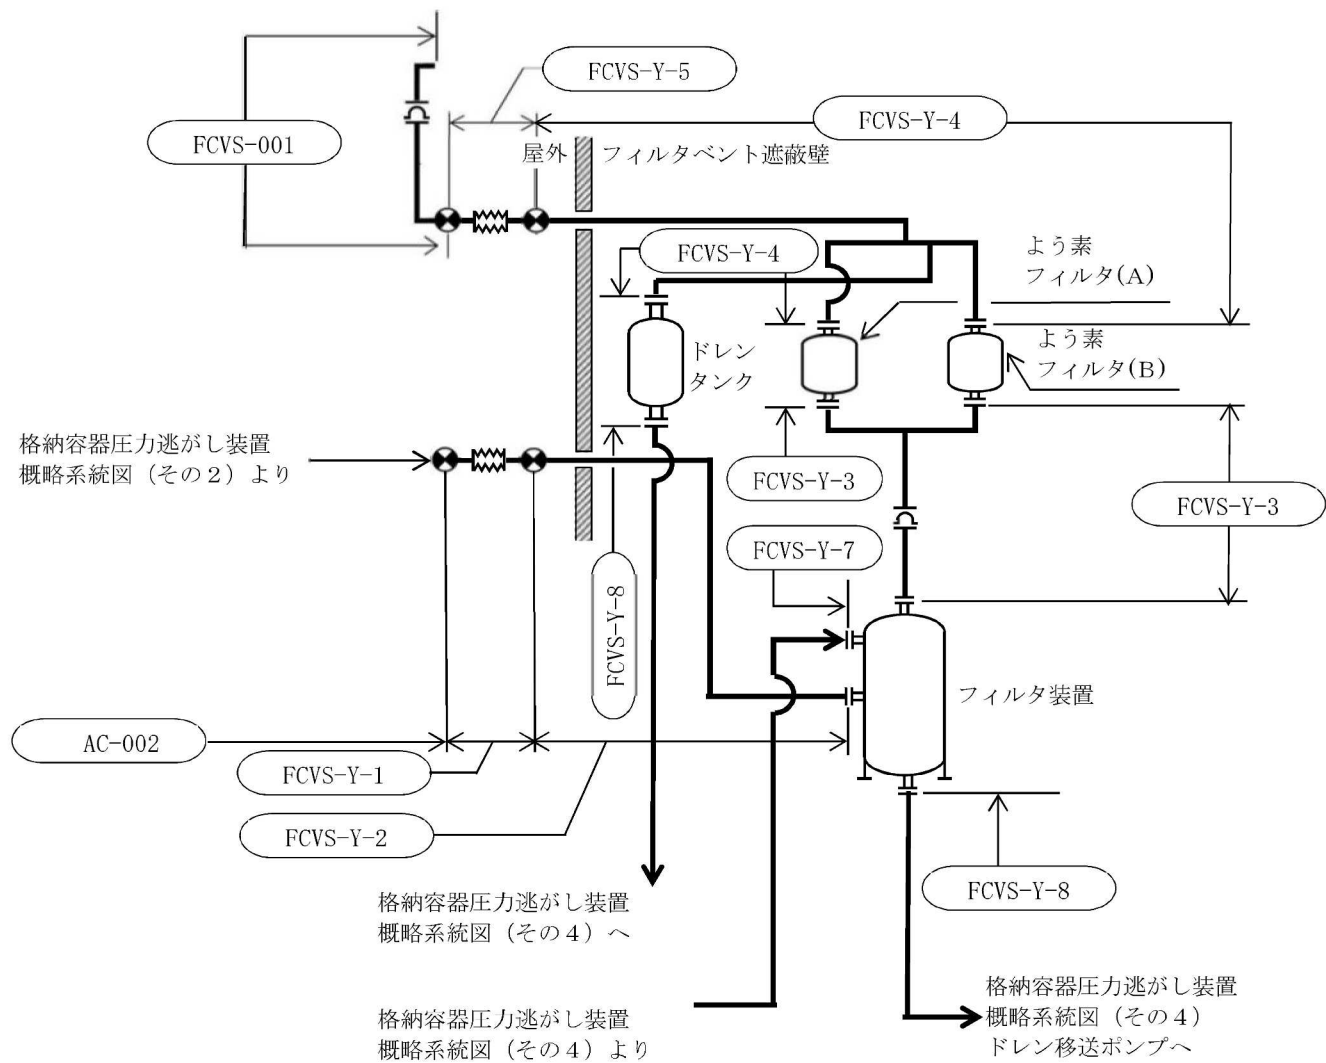 FCVS-Y-5
FCVS-Y-4
FCVS-001
屋外
フィルタベント遮蔽壁
FCVS-Y-4
よう素
フィルタ(A)
よう素
フィルタ(B)
ドレン
タンク
格納容器圧力逃がし装置
概略系統図（その２）より
FCVS-Y-3
FCVS-Y-3
FCVS-Y-7
FCVS-Y-8
フィルタ装置
AC-002
FCVS-Y-1
FCVS-Y-2
FCVS-Y-8
格納容器圧力逃がし装置
概略系統図（その４）へ
格納容器圧力逃がし装置
概略系統図（その４）より
格納容器圧力逃がし装置
概略系統図（その４）
ドレン移送ポンプへ